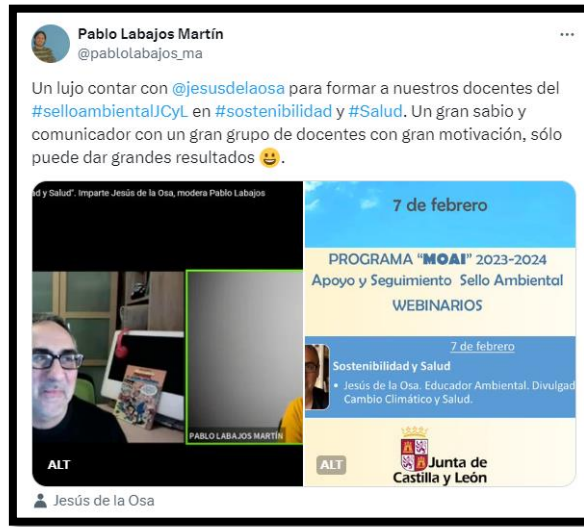 Pablo Labajos Martín
@pablolabajos_ma
Un lujo contar con @jesusdelaosa para formar a nuestros docentes del
#selloambientalJCyL en #sostenibilidad y #Salud. Un gran sabio y
comunicador con un gran grupo de docentes con gran motivación, sólo
puede dar grandes resultados 😀.
d y Salud". Imparte Jesús de la Osa, modera Pablo Labajos
PABLO LABAJOS MARTÍN
ALT
7 de febrero
PROGRAMA "MOAI" 2023-2024
Apoyo y Seguimiento Sello Ambiental
WEBINARIOS
7 de febrero
Sostenibilidad y Salud
• Jesús de la Osa. Educador Ambiental. Divulgad
Cambio Climático y Salud.
ALT
Junta de
Castilla y León
Jesús de la Osa